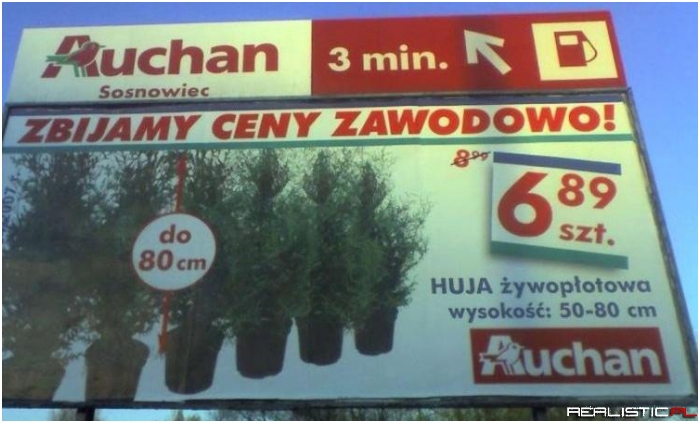 Auchan
Sosnowiec
3 min.
ZBIJAMY CENY ZAWODOWO!
8 99
6 89
szt.
do
80 cm
HUJA żywopłotowa
wysokość: 50-80 cm
Auchan
REALISTIC.PL